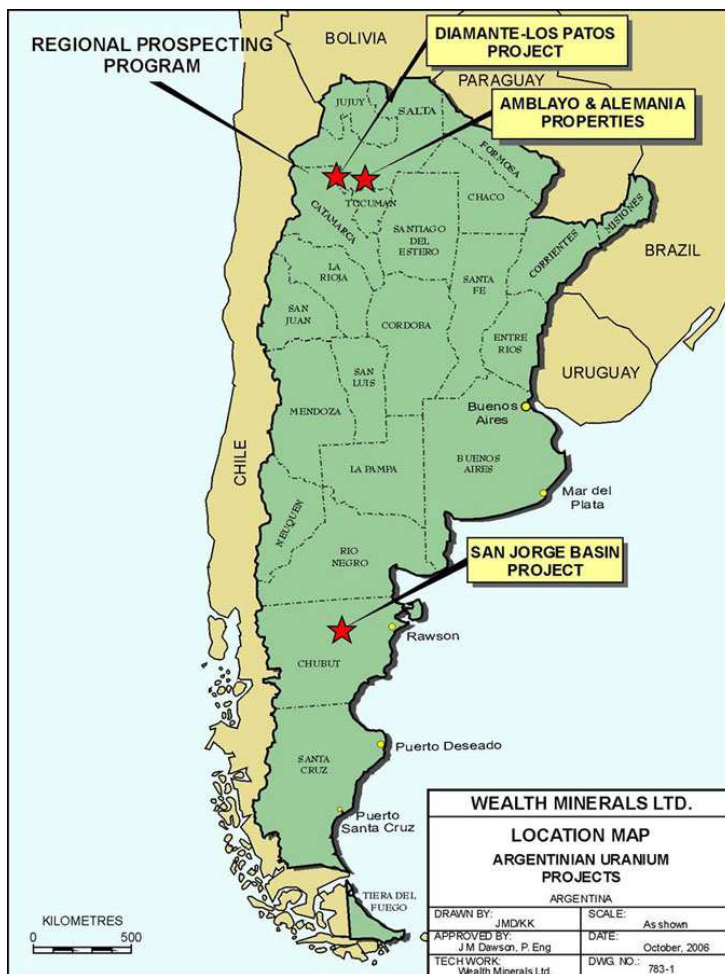 BOLIVIA
DIAMANTE-LOS PATOS
PROJECT
REGIONAL PROSPECTING
PROGRAM
PARAGUAY
AMBLAYO & ALEMANIA
PROPERTIES
JUJUY
SALTA
FORMOSA
TUCUMAN
CHACO
CATAMARCA
SANTIAGO
DEL
ESTERO
MISIONES
CORRIENTES
BRAZIL
LA
RIOJA
SANTA
FE
SAN
JUAN
CORDOBA
ENTRE
RIOS
SAN
LUIS
URUGUAY
MENDOZA
Buenos
Aires
CHILE
LA PAMPA
BUENOS
AIRES
Mar del
Plata
NEUQUEN
RIO
NEGRO
SAN JORGE BASIN
PROJECT
Rawson
CHUBUT
Puerto Deseado
SANTA
CRUZ
Puerto
Santa Cruz
TIERA DEL
FUEGO
KILOMETRES
0 500
WEALTH MINERALS LTD.
LOCATION MAP
ARGENTINIAN URANIUM
PROJECTS
ARGENTINA
DRAWN BY: JMD/KK
SCALE: As shown
APPROVED BY: J M Dawson, P. Eng
DATE: October, 2006
TECH WORK: Wealth Minerals Ltd.
DWG. NO.: 783-1